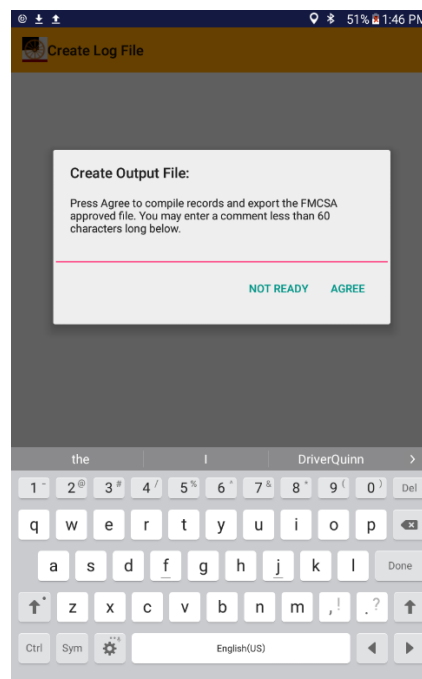 51% 1:46 PM
Create Log File
Create Output File:
Press Agree to compile records and export the FMCSA
approved file. You may enter a comment less than 60
characters long below.
NOT READY AGREE
the I DriverQuinn >
1 - 2 @ 3 # 4 / 5 % 6 ^ 7 & 8 * 9 ( 0 ) Del
q w e r t y u i o p
a s d f g h j k l Done
z x c v b n m , ! . ?
Ctrl Sym English(US)